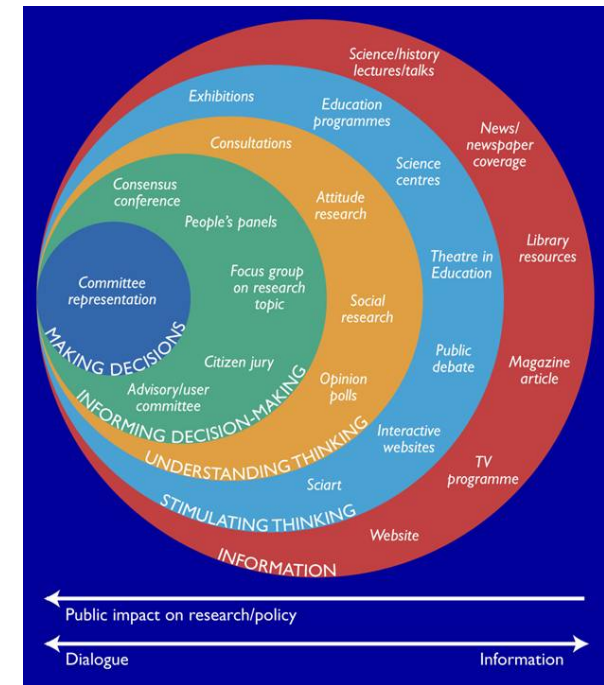 Science/history
lectures/talks
Exhibitions
Education
programmes
News/
newspaper
coverage
Consultations
Science
centres
Consensus
conference
Attitude
research
People's panels
Library
resources
Theatre in
Education
Focus group
on research
topic
Committee
representation
Social
research
MAKING DECISIONS
Public
debate
Magazine
article
Citizen jury
Opinion
polls
Advisory/user
committee
INFORMING DECISION-MAKING
Interactive
websites
UNDERSTANDING THINKING
TV
programme
Sciart
STIMULATING THINKING
Website
INFORMATION
Public impact on research/policy
Dialogue
Information